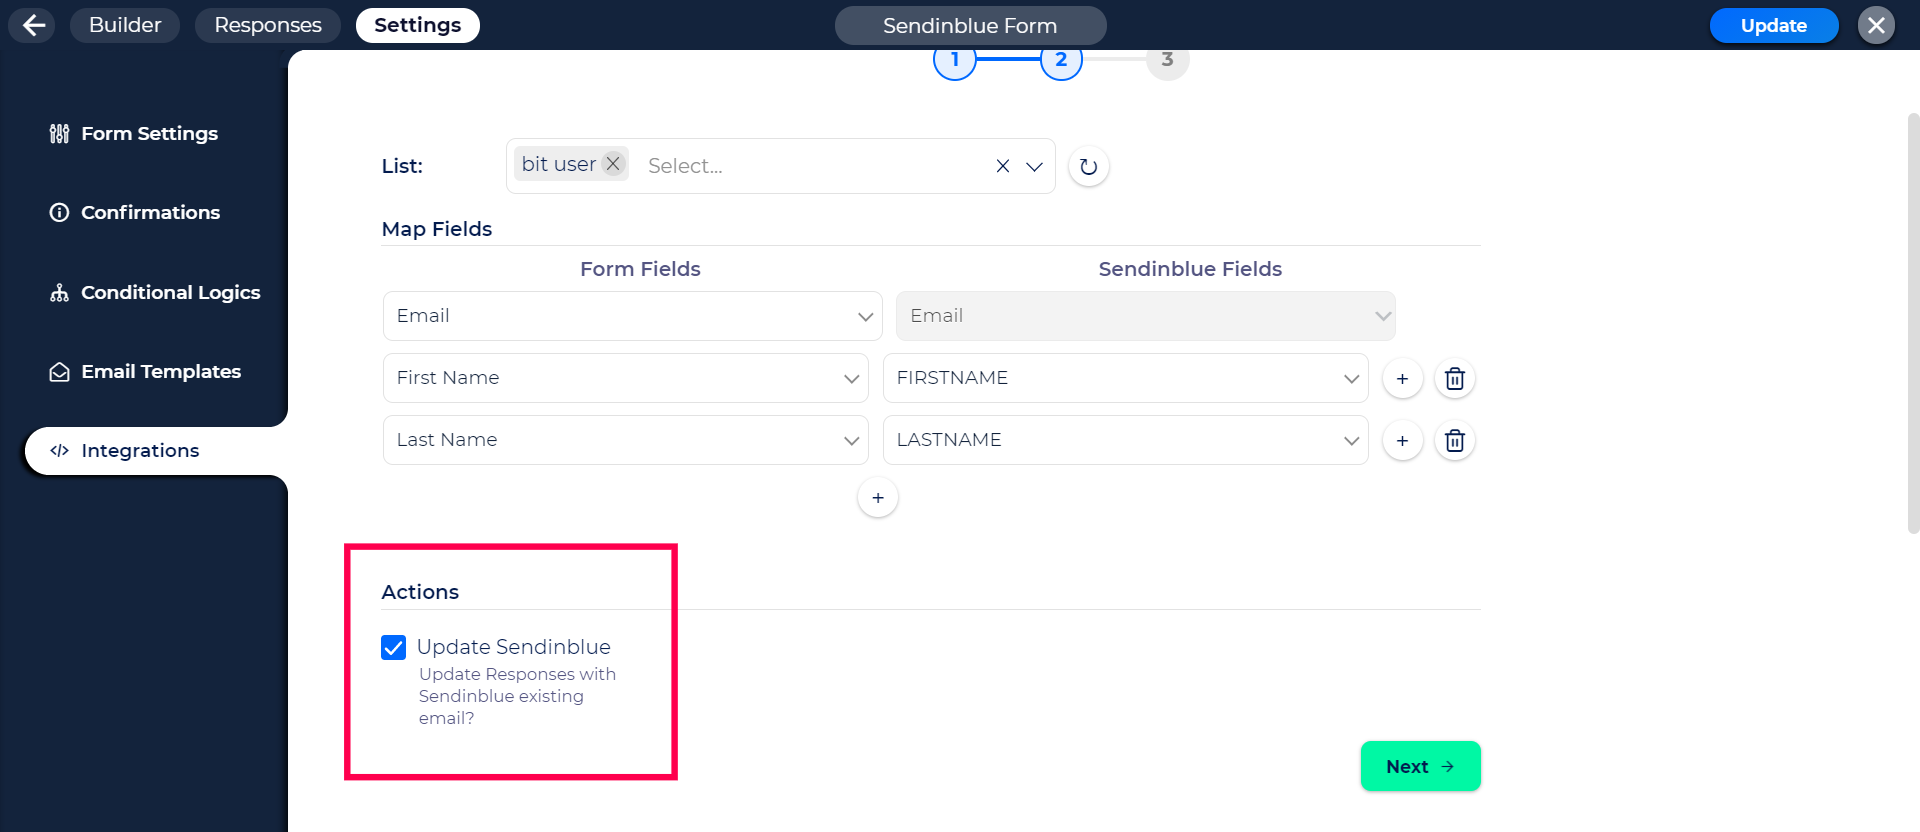 Builder
Responses
Settings
Sendinblue Form
Update
1
2
3
Form Settings
Confirmations
Conditional Logics
Email Templates
Integrations
List:
bit user
Select...
Map Fields
Form Fields
Sendinblue Fields
Email
Email
First Name
FIRSTNAME
Last Name
LASTNAME
Actions
Update Sendinblue
Update Responses with
Sendinblue existing
email?
Next